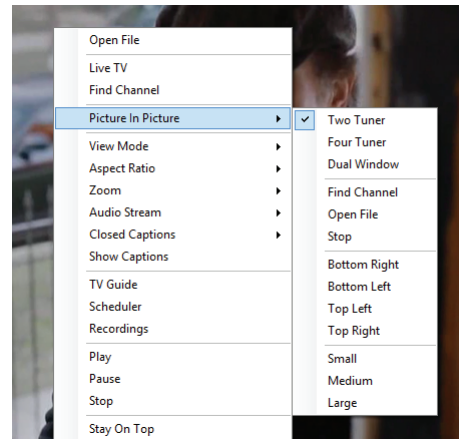 Open File
Live TV
Find Channel
Picture In Picture
View Mode
Aspect Ratio
Zoom
Audio Stream
Closed Captions
Show Captions
TV Guide
Scheduler
Recordings
Play
Pause
Stop
Stay On Top
Two Tuner
Four Tuner
Dual Window
Find Channel
Open File
Stop
Bottom Right
Bottom Left
Top Left
Top Right
Small
Medium
Large